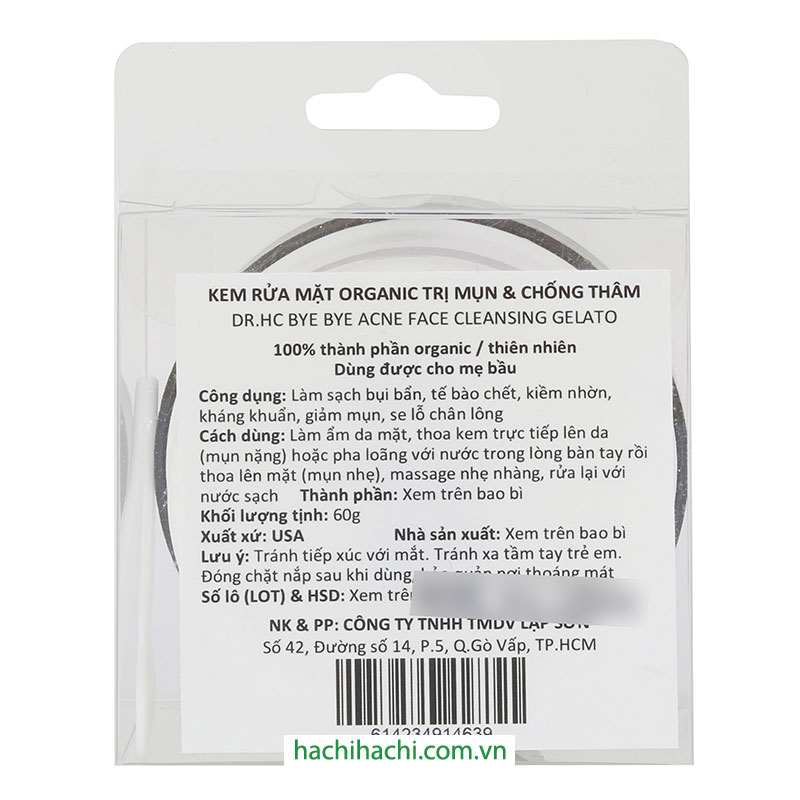 KEM RỬA MẶT ORGANIC TRỊ MỤN & CHỐNG THÂM
DR.HC BYE BYE ACNE FACE CLEANSING GELATO
100% thành phần organic / thiên nhiên
Dùng được cho mẹ bầu
Công dụng: Làm sạch bụi bẩn, tế bào chết, kiềm nhờn,
kháng khuẩn, giảm mụn, se lỗ chân lông
Cách dùng: Làm ẩm da mặt, thoa kem trực tiếp lên da
(mụn nặng) hoặc pha loãng với nước trong lòng bàn tay rồi
thoa lên mặt (mụn nhẹ), massage nhẹ nhàng, rửa lại với
nước sạch Thành phần: Xem trên bao bì
Khối lượng tịnh: 60g
Xuất xứ: USA Nhà sản xuất: Xem trên bao bì
Lưu ý: Tránh tiếp xúc với mắt. Tránh xa tầm tay trẻ em.
Đóng chặt nắp sau khi dùng, bảo quản nơi thoáng mát
Số lô (LOT) & HSD: Xem trên
NK & PP: CÔNG TY TNHH TMDV LẬP SƠN
Số 42, Đường số 14, P.5, Q.Gò Vấp, TP.HCM
614234914639
hachihachi.com.vn